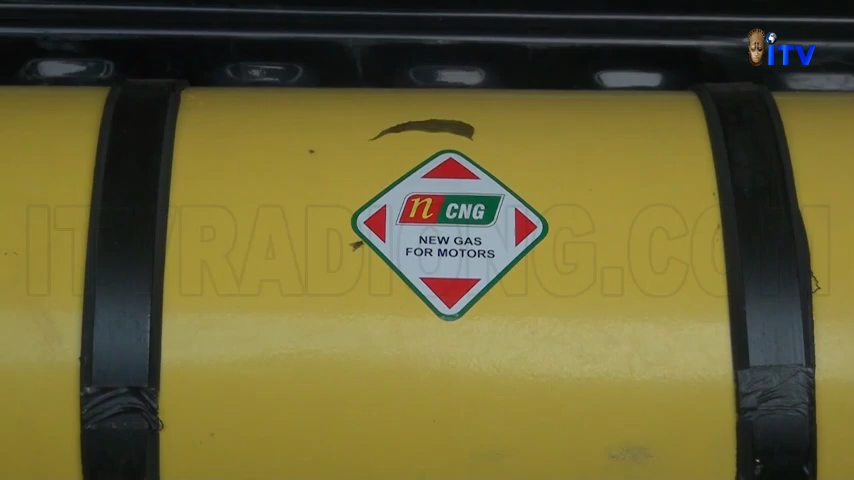 iTV
n CNG
NEW GAS
FOR MOTORS
ITVRADIONG.COM